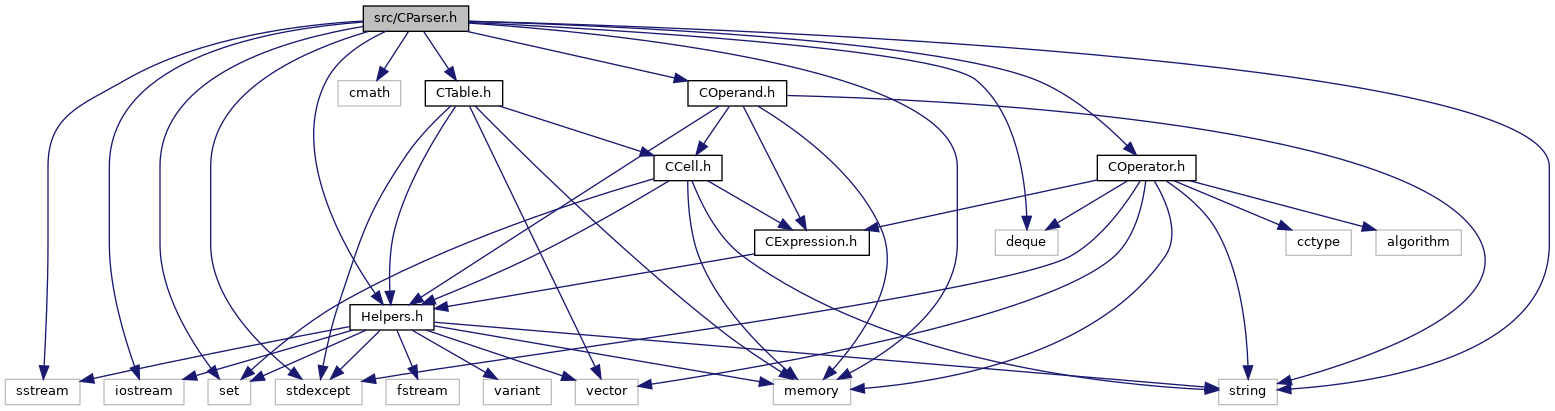 src/CParser.h
cmath
CTable.h
COperand.h
CCell.h
COperator.h
CExpression.h
deque
cctype
algorithm
Helpers.h
sstream
iostream
set
stdexcept
fstream
variant
vector
memory
string